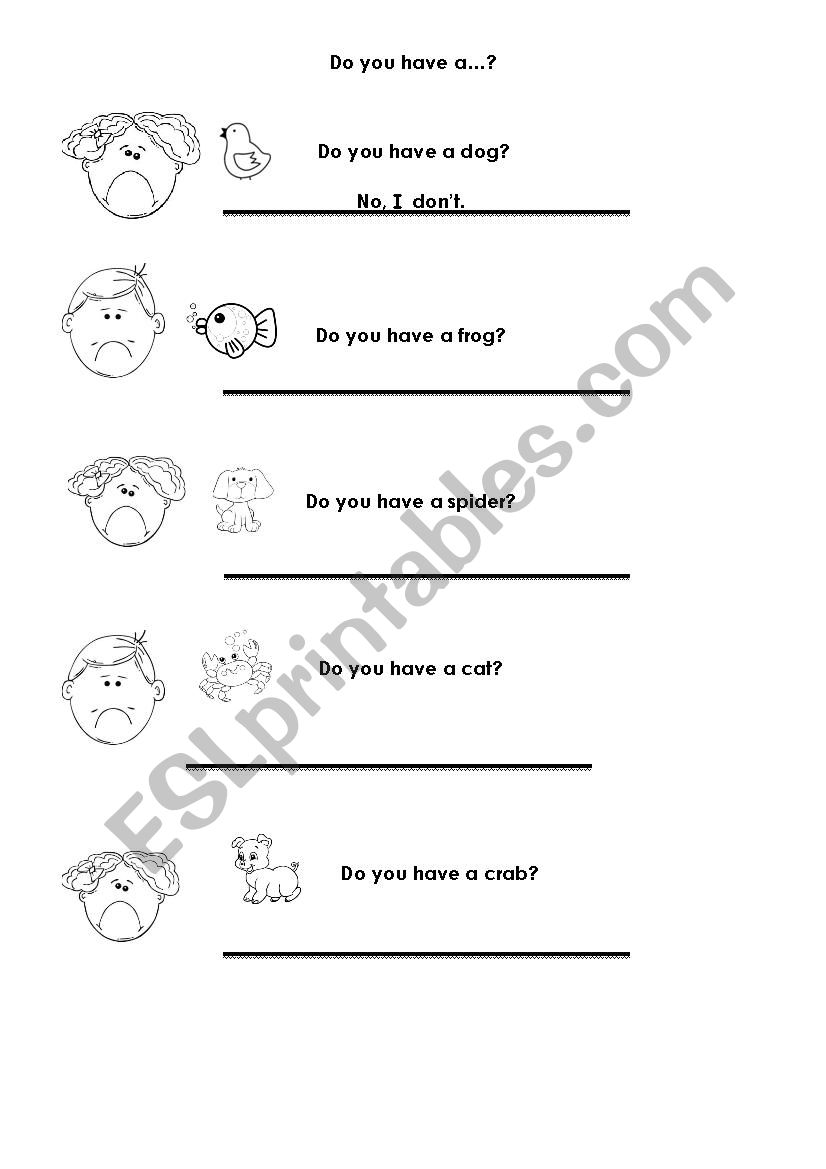 Do you have a...?
Do you have a dog?
No, I don't.
Do you have a frog?
Do you have a spider?
Do you have a cat?
Do you have a crab?
ESLprintables.com